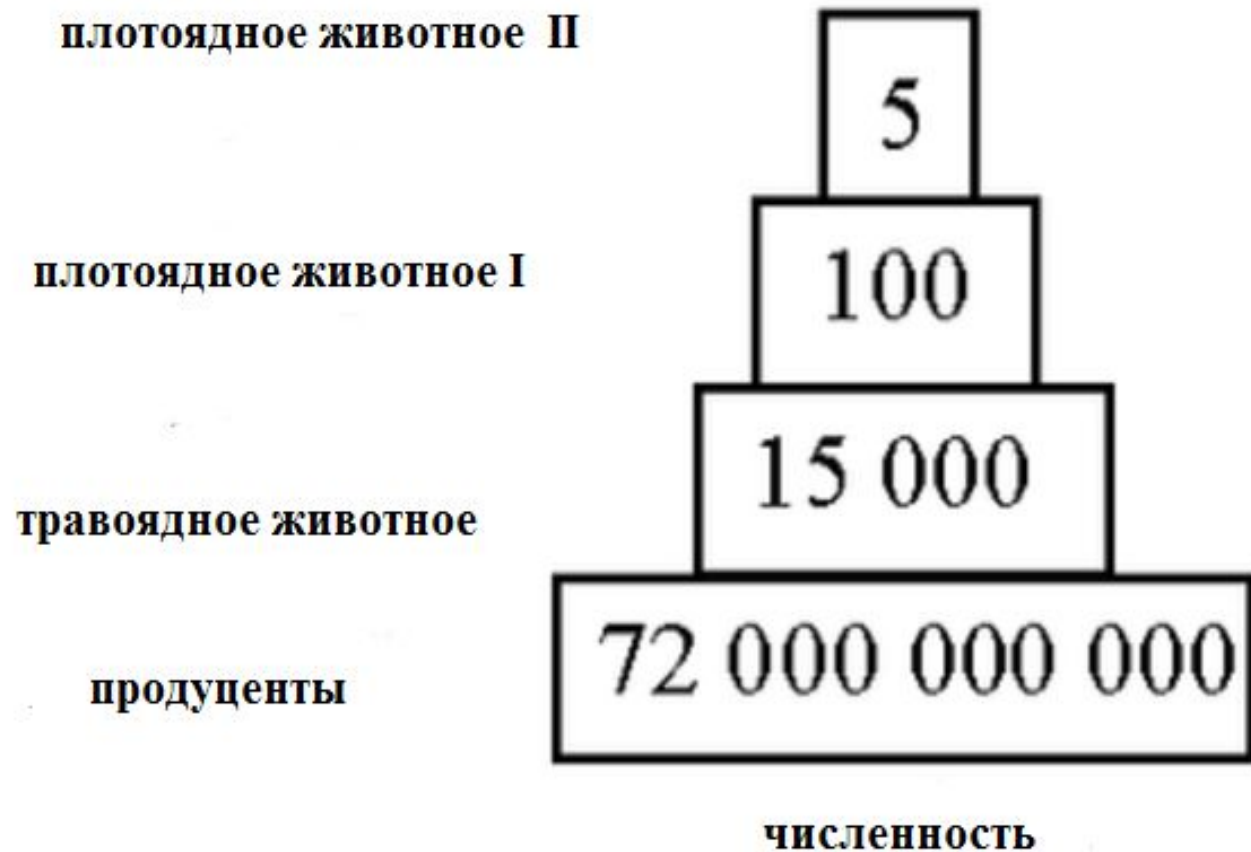 плотоядное животное II
5
плотоядное животное I
100
15 000
травоядное животное
72 000 000 000
продуценты
численность